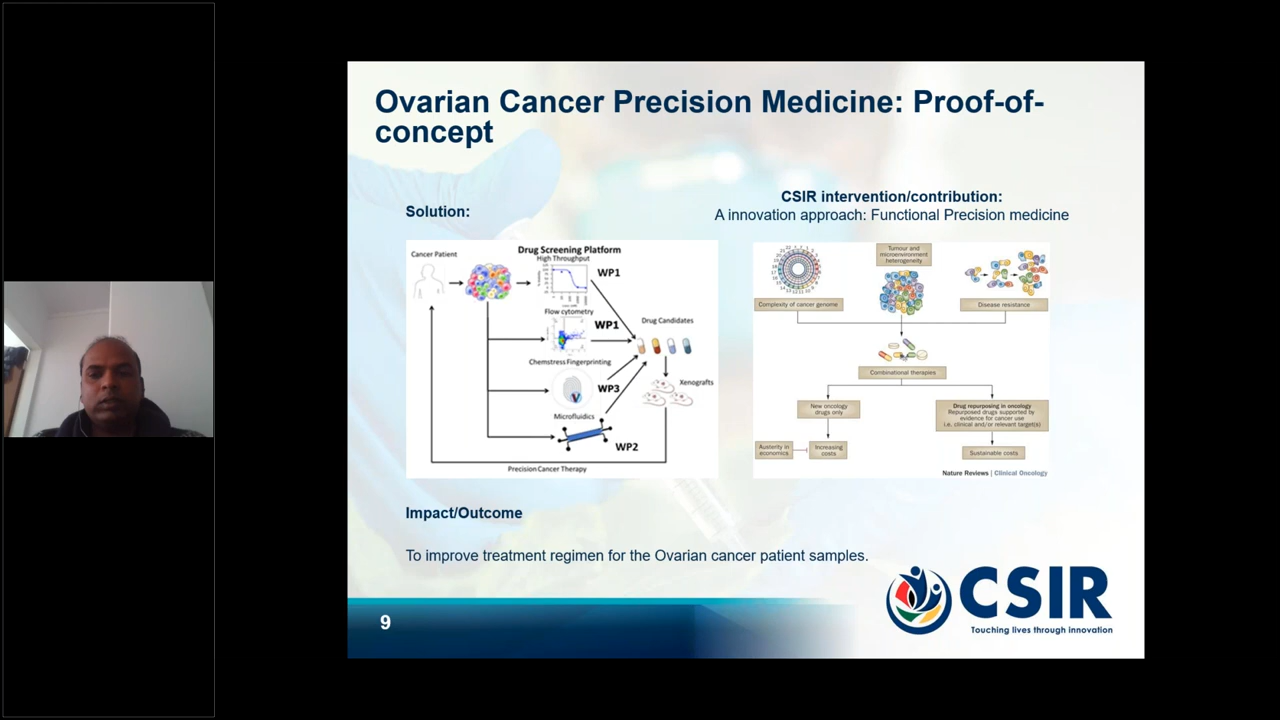 Ovarian Cancer Precision Medicine: Proof-of-
concept
Solution:
CSIR intervention/contribution:
A innovation approach: Functional Precision medicine
Cancer Patient
Drug Screening Platform
High Throughput
WP1
Flow cytometry
WP1
Drug Candidates
Chemstress Fingerprinting
WP3
Xenografts
Microfluidics
WP2
Precision Cancer Therapy
Tumour and
microenvironment
heterogeneity
Complexity of cancer genome
Disease resistance
Combinational therapies
New oncology
drugs only
Drug repurposing in oncology
Repurposed drugs supported by
evidence for cancer use
i.e, clinical and/or relevant target(s)
Austerity in
economics
Increasing
costs
Sustainable costs
Nature Reviews | Clinical Oncology
Impact/Outcome
To improve treatment regimen for the Ovarian cancer patient samples.
9
CSIR
Touching lives through innovation